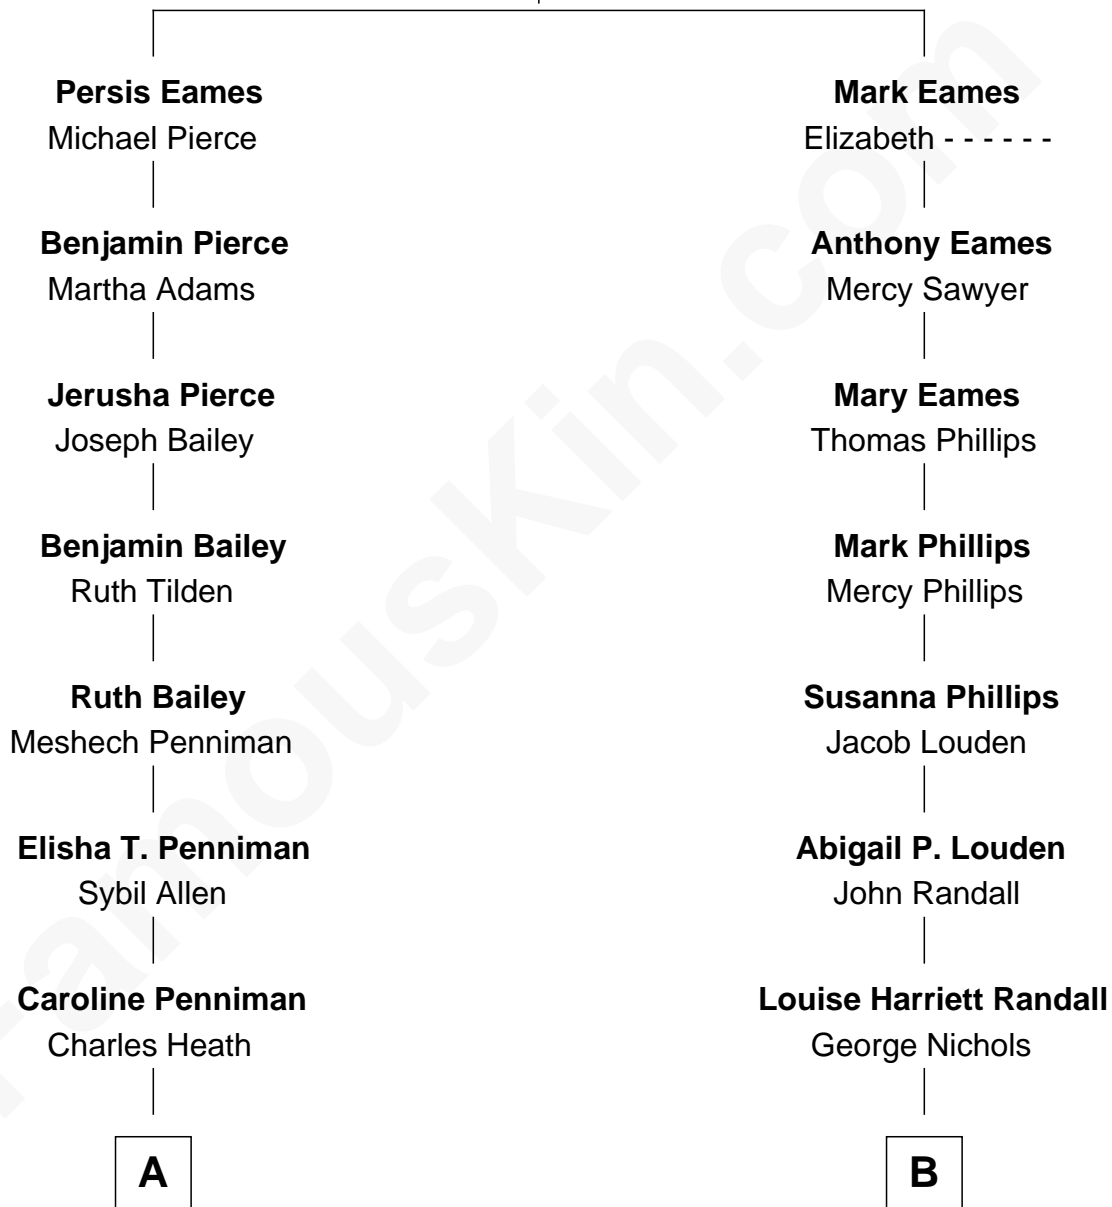 Persis Eames
Michael Pierce
Benjamin Pierce
Martha Adams
Jerusha Pierce
Joseph Bailey
Benjamin Bailey
Ruth Tilden
Ruth Bailey
Meshech Penniman
Elisha T. Penniman
Sybil Allen
Caroline Penniman
Charles Heath
A
Mark Eames
Elizabeth - - - - - -
Anthony Eames
Mercy Sawyer
Mary Eames
Thomas Phillips
Mark Phillips
Mercy Phillips
Susanna Phillips
Jacob Louden
Abigail P. Louden
John Randall
Louise Harriett Randall
George Nichols
B
FamousKin.com